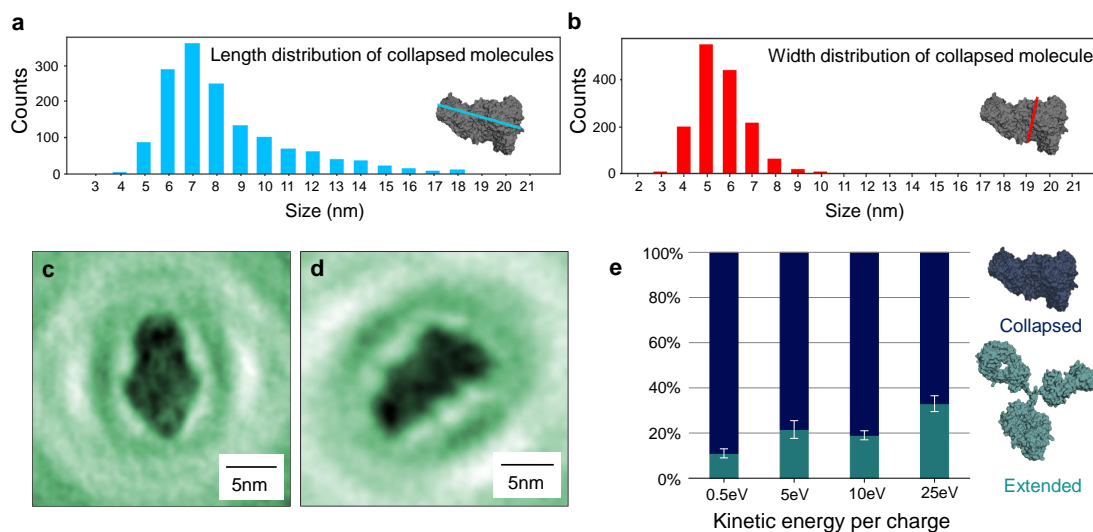 a
Length distribution of collapsed molecules
Counts
300
200
100
0
3 4 5 6 7 8 9 10 11 12 13 14 15 16 17 18 19 20 21
Size (nm)
b
Width distribution of collapsed molecule
Counts
400
200
0
2 3 4 5 6 7 8 9 10 11 12 13 14 15 16 17 18 19 20 21
Size (nm)
c
5nm
d
5nm
e
100%
80%
60%
40%
20%
0%
0.5eV 5eV 10eV 25eV
Kinetic energy per charge
Collapsed
Extended